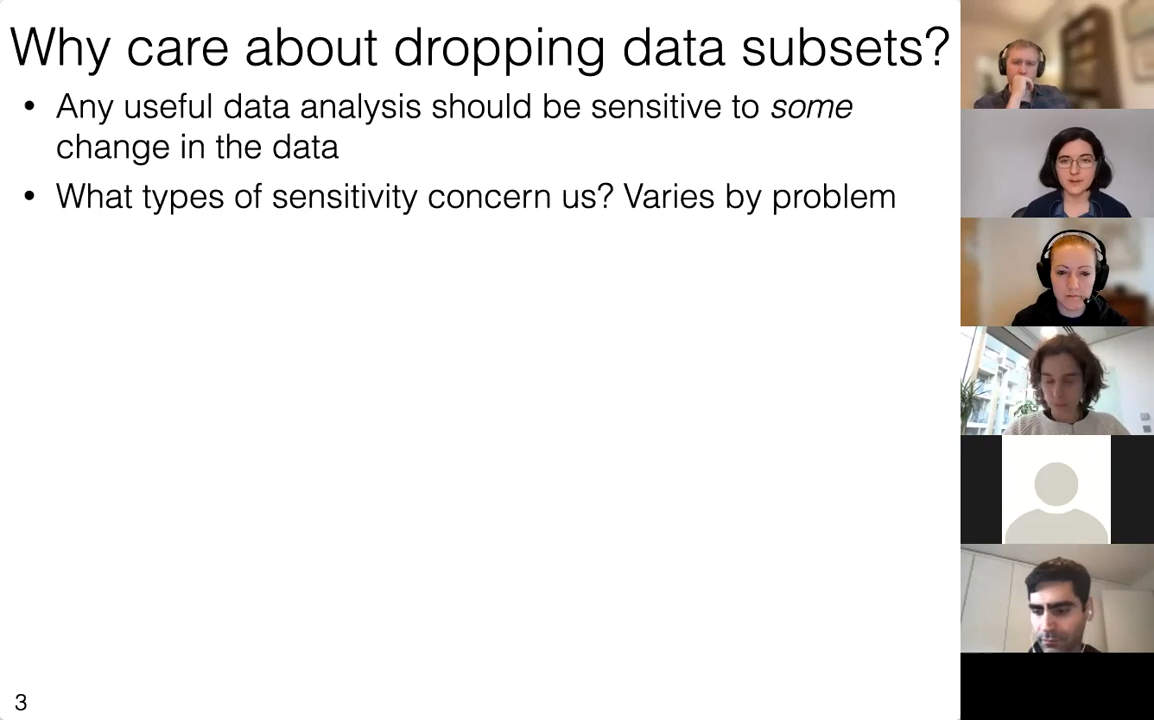 Why care about dropping data subsets?
• Any useful data analysis should be sensitive to some
change in the data
• What types of sensitivity concern us? Varies by problem
3